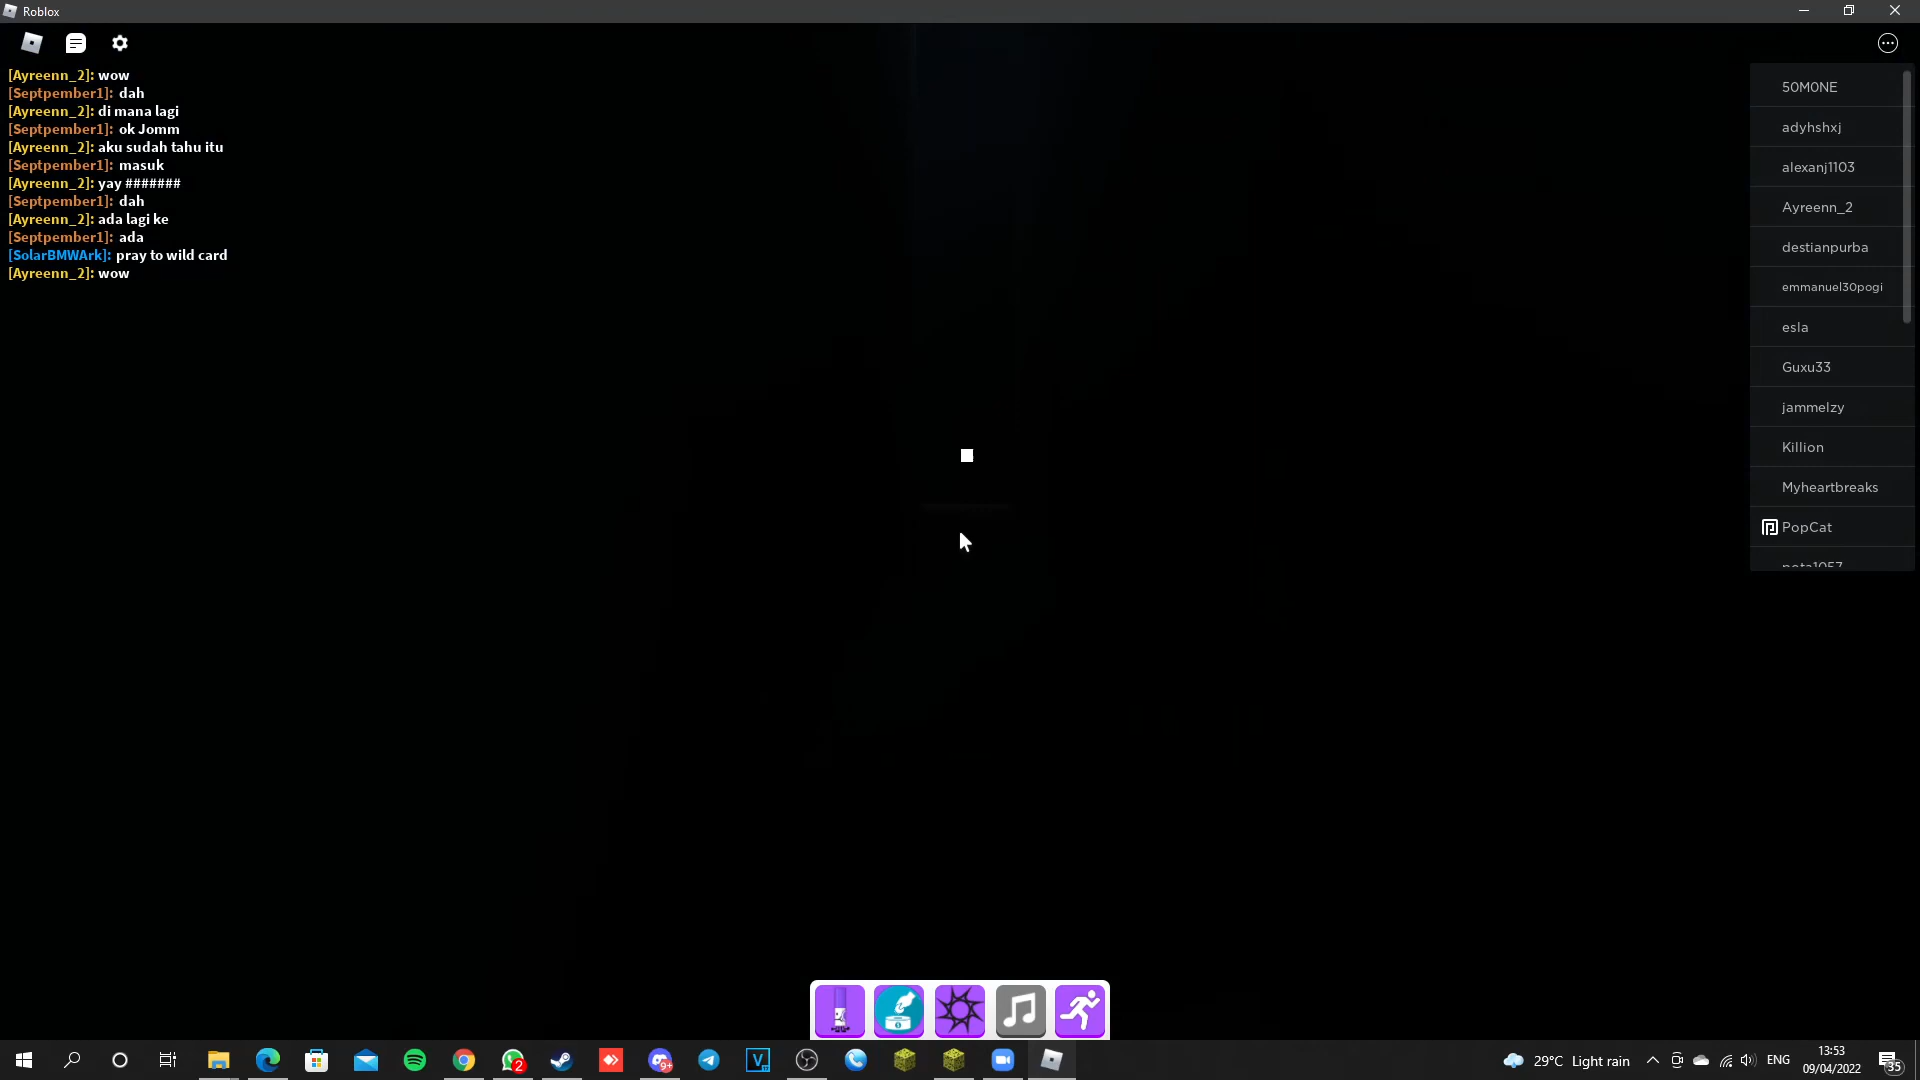 Roblox
[Ayreenn_2]: wow
[Septpember1]: dah
[Ayreenn_2]: di mana lagi
[Septpember1]: ok Jomm
[Ayreenn_2]: aku sudah tahu itu
[Septpember1]: masuk
[Ayreenn_2]: yay #######
[Septpember1]: dah
[Ayreenn_2]: ada lagi ke
[Septpember1]: ada
[SolarBMWArk]: pray to wild card
[Ayreenn_2]: wow
50M0NE
adyhshxj
alexanj1103
Ayreenn_2
destianpurba
emmanuel30pogi
esla
Guxu33
jammelzy
Killion
Myheartbreaks
PopCat
2
9+
V
29°C Light rain
ENG
13:53
09/04/2022
35